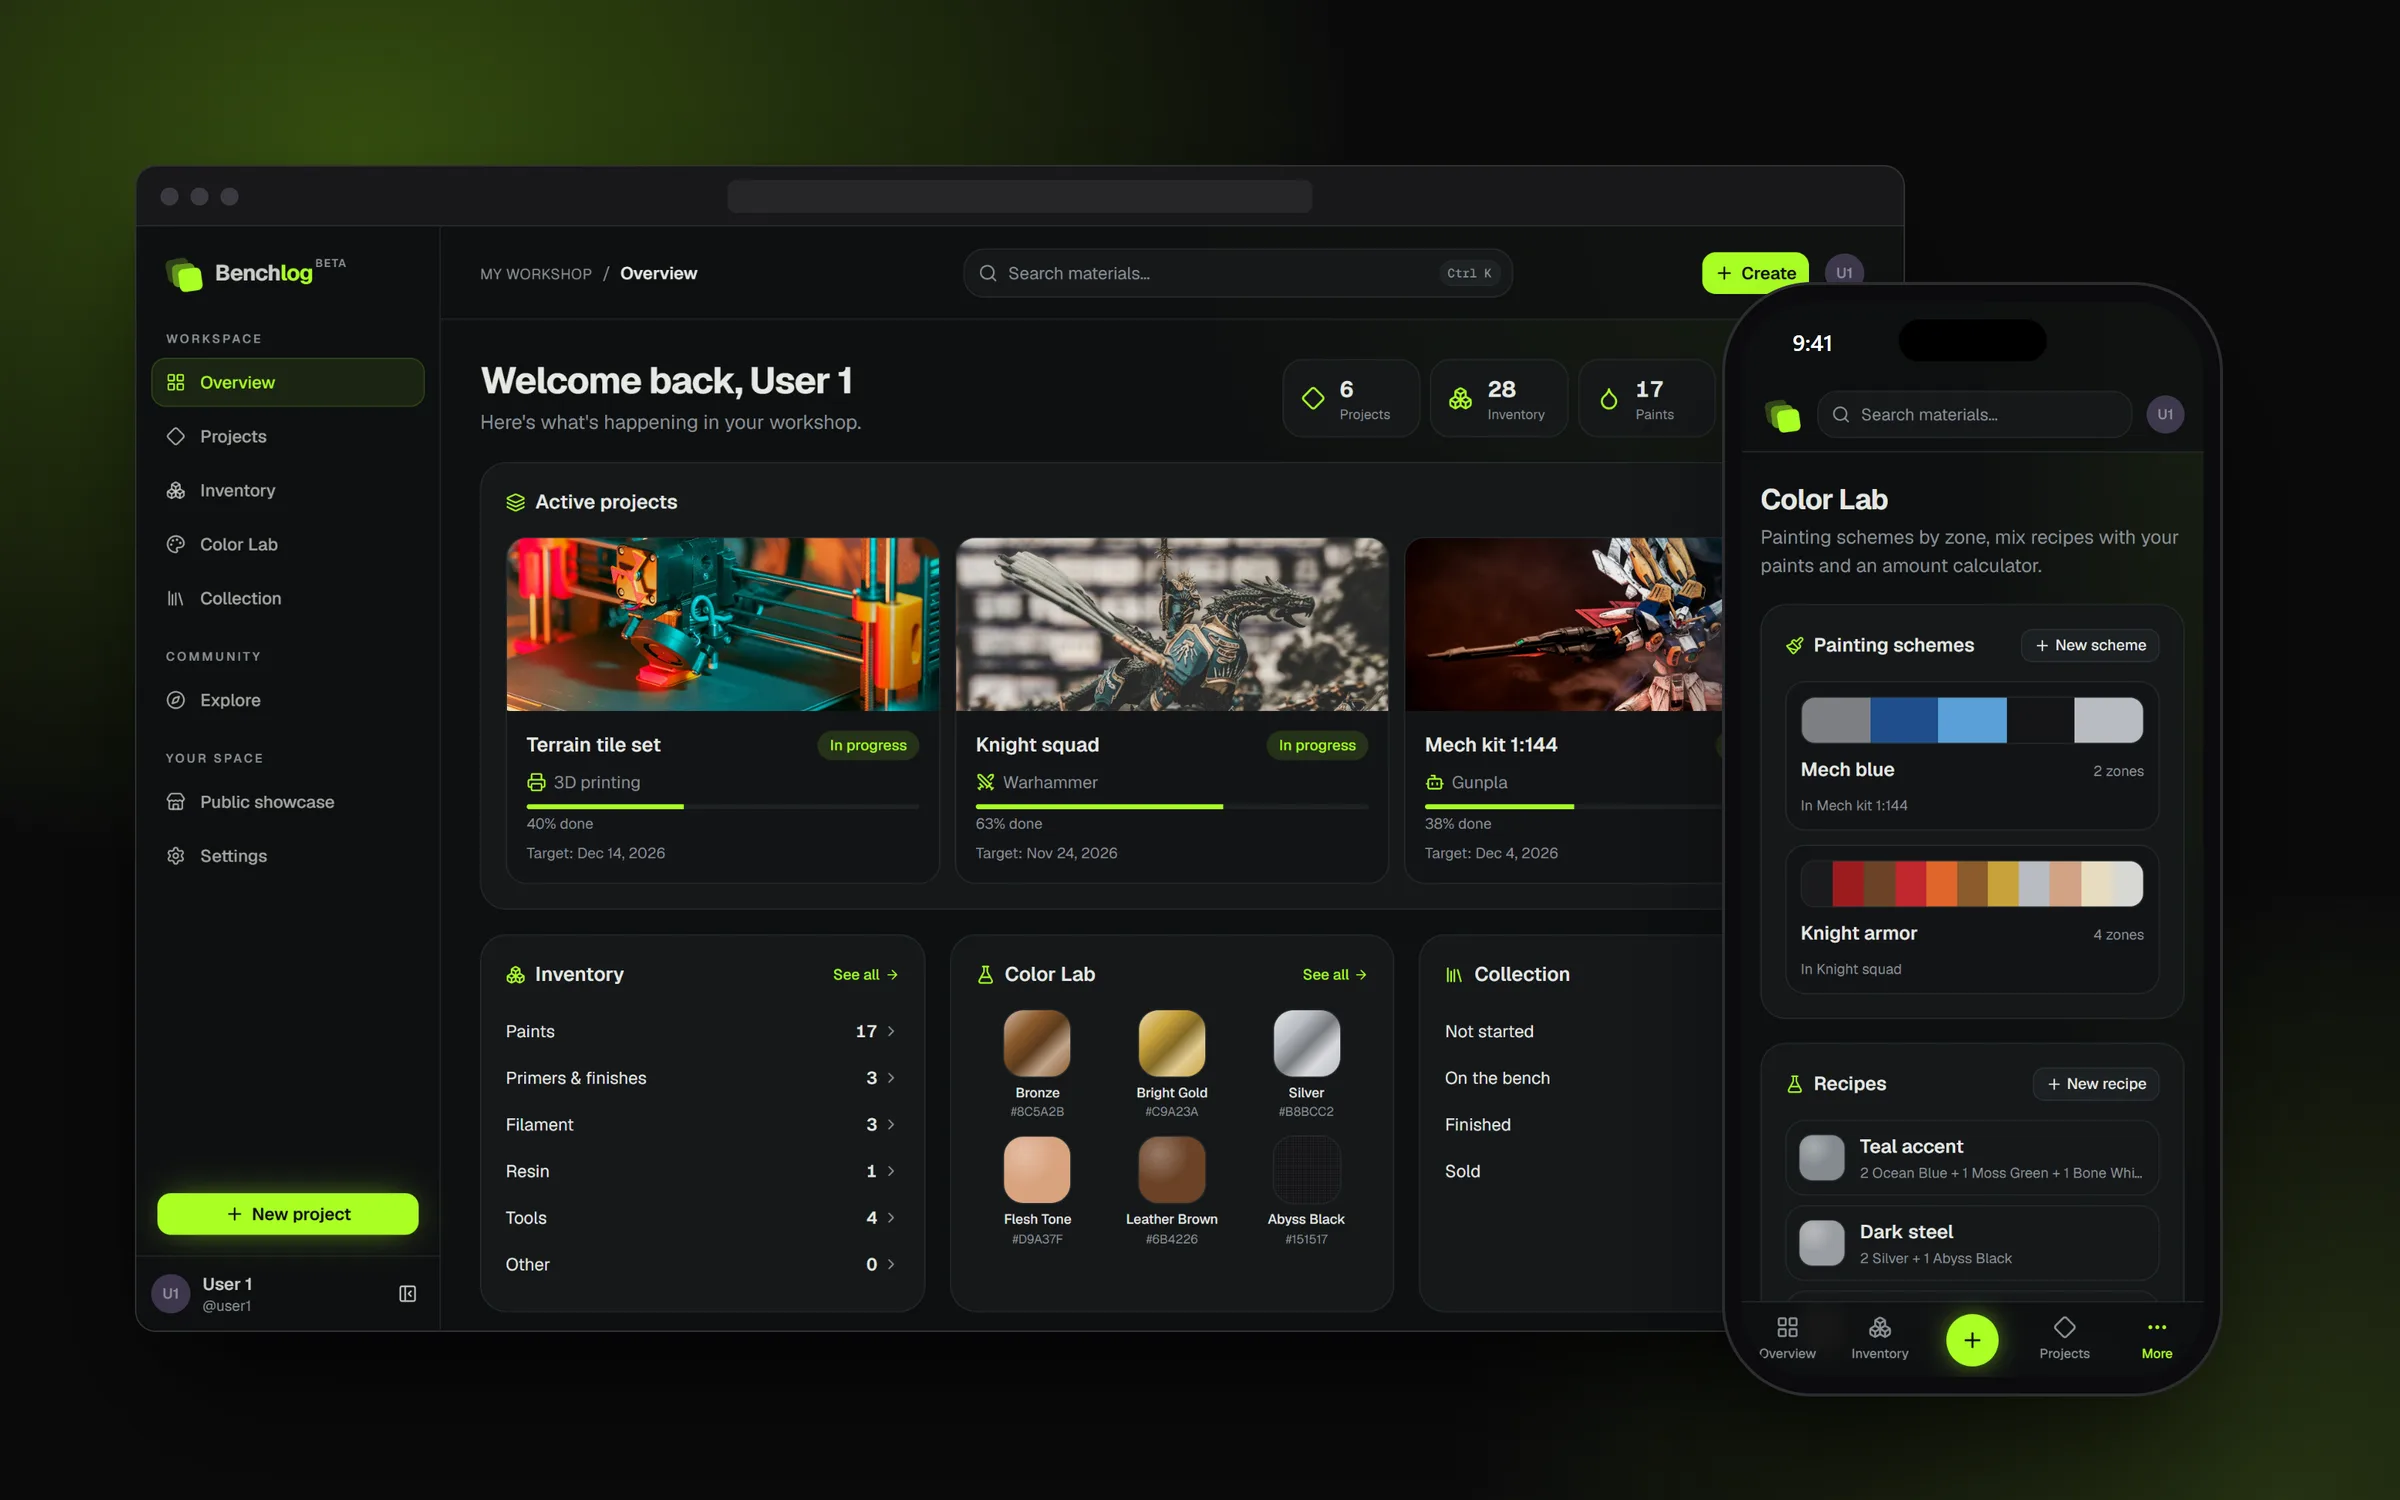 Benchlog BETA
WORKSPACE
Overview
Projects
Inventory
Color Lab
Collection
COMMUNITY
Explore
YOUR SPACE
Public showcase
Settings
+ New project
U1
User 1
@user1
MY WORKSHOP / Overview
Search materials...
Ctrl K
+ Create
U1
Welcome back, User 1
Here's what's happening in your workshop.
6
Projects
28
Inventory
17
Paints
Active projects
Terrain tile set
In progress
3D printing
40% done
Target: Dec 14, 2026
Knight squad
In progress
Warhammer
63% done
Target: Nov 24, 2026
Mech kit 1:144
Gunpla
38% done
Target: Dec 4, 2026
Inventory
See all →
Paints 17
Primers & finishes 3
Filament 3
Resin 1
Tools 4
Other 0
Color Lab
See all →
Bronze
#8C5A2B
Bright Gold
#C9A23A
Silver
#B8BCC2
Flesh Tone
#D9A37F
Leather Brown
#6B4226
Abyss Black
#151517
Collection
Not started
On the bench
Finished
Sold
9:41
Search materials...
U1
Color Lab
Painting schemes by zone, mix recipes with your
paints and an amount calculator.
Painting schemes
+ New scheme
Mech blue
2 zones
In Mech kit 1:144
Knight armor
4 zones
In Knight squad
Recipes
+ New recipe
Teal accent
2 Ocean Blue + 1 Moss Green + 1 Bone Whi...
Dark steel
2 Silver + 1 Abyss Black
Overview
Inventory
+
Projects
More